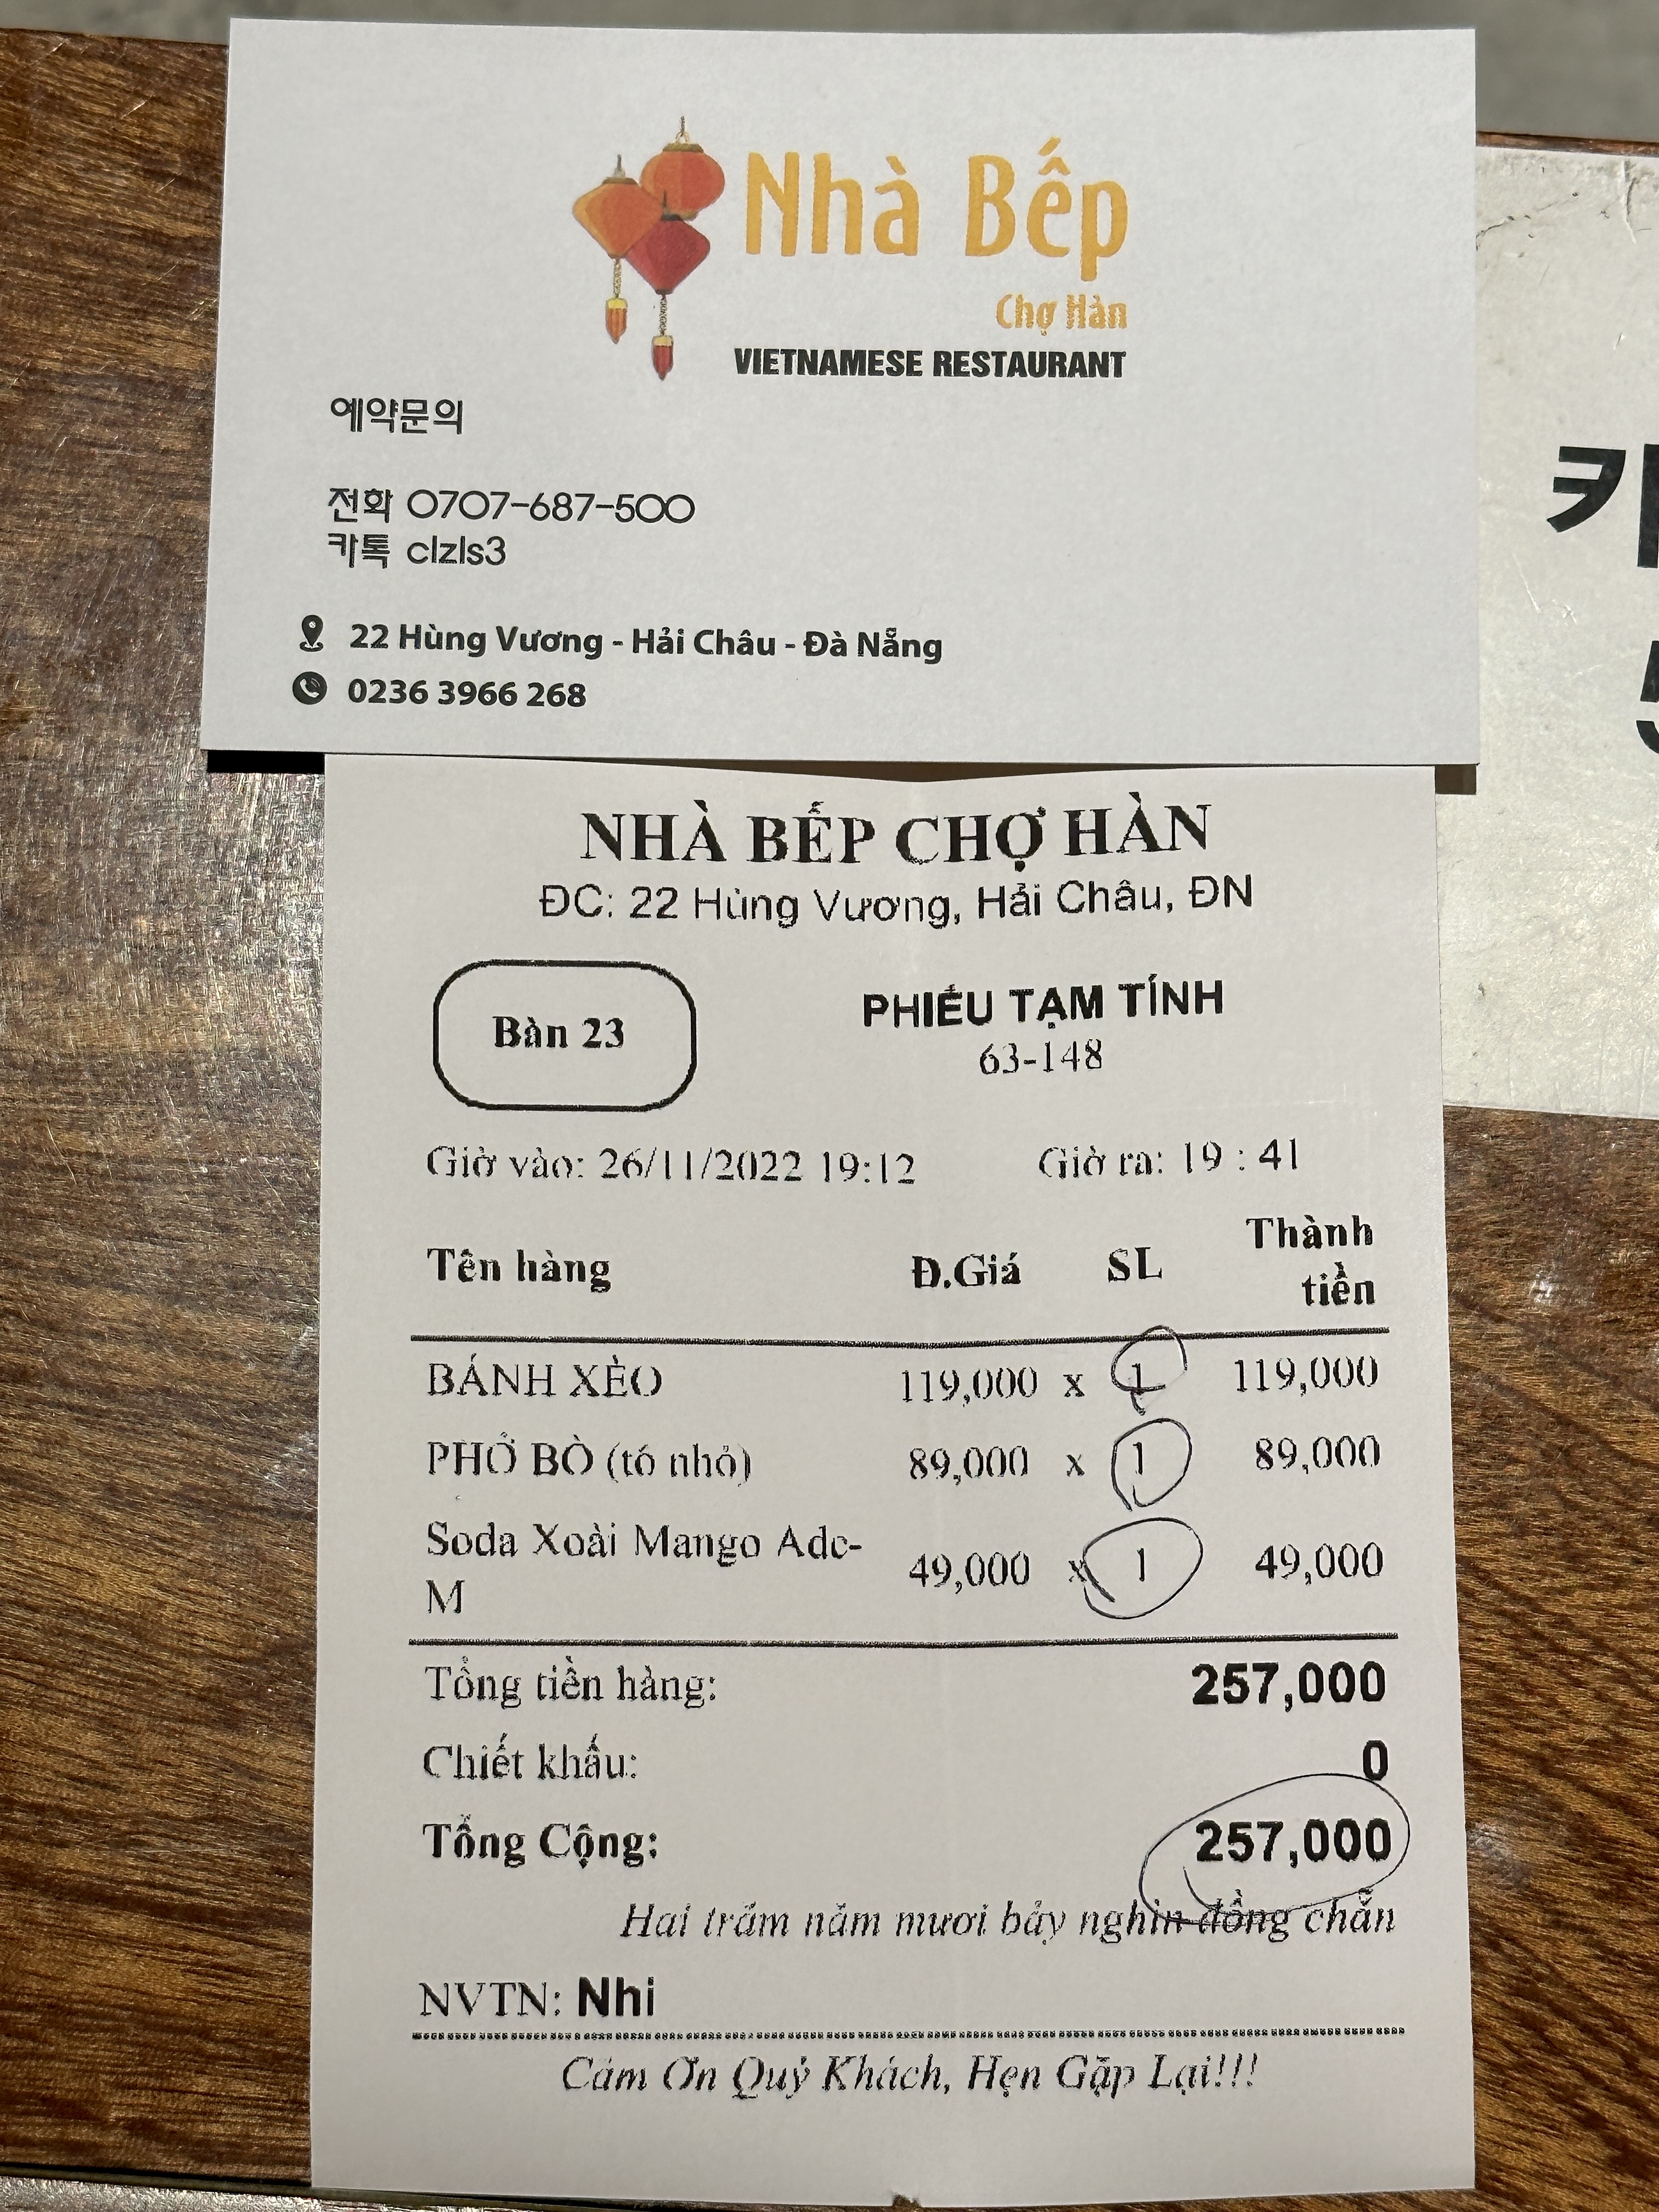 Nhà Bếp
Chợ Hàn
VIETNAMESE RESTAURANT
예약문의
전화 0707-687-500
카톡 clzls3
22 Hùng Vương - Hải Châu - Đà Nẵng
0236 3966 268
NHÀ BẾP CHỢ HÀN
ĐC: 22 Hùng Vương, Hải Châu, ĐN
Bàn 23
PHIẾU TẠM TÍNH
63-148
Giờ vào: 26/11/2022 19:12 Giờ ra: 19 : 41
Tên hàng Đ.Giá SL Thành tiền
BÁNH XÈO 119,000 x 1 119,000
PHỞ BÒ (tô nhỏ) 89,000 x 1 89,000
Soda Xoài Mango Ade-
M 49,000 x 1 49,000
Tổng tiền hàng: 257,000
Chiết khấu: 0
Tổng Cộng: 257,000
Hai trăm năm mươi bảy nghìn đồng chẵn
NVTN: Nhi
Cám Ơn Quý Khách, Hẹn Gặp Lại!!!